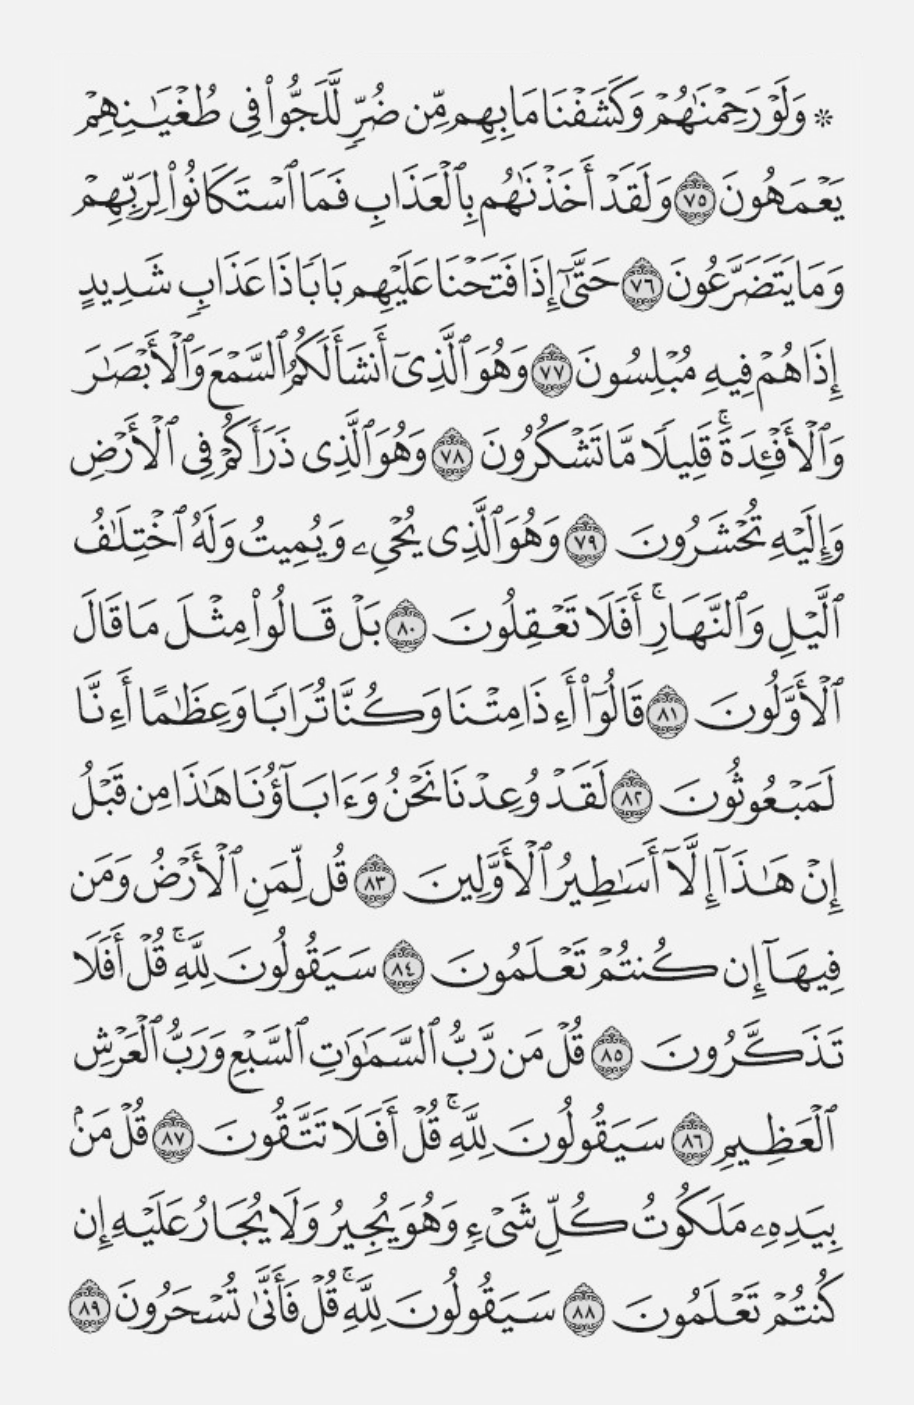 ۞ وَلَوْ رَحِمْنَٰهُمْ وَكَشَفْنَا مَا بِهِم مِّن ضُرٍّ لَّلَجُّوا۟ فِى طُغْيَٰنِهِمْ
يَعْمَهُونَ ٧٥ وَلَقَدْ أَخَذْنَٰهُم بِٱلْعَذَابِ فَمَا ٱسْتَكَانُوا۟ لِرَبِّهِمْ
وَمَا يَتَضَرَّعُونَ ٧٦ حَتَّىٰٓ إِذَا فَتَحْنَا عَلَيْهِم بَابًا ذَا عَذَابٍ شَدِيدٍ
إِذَا هُمْ فِيهِ مُبْلِسُونَ ٧٧ وَهُوَ ٱلَّذِىٓ أَنشَأَ لَكُمُ ٱلسَّمْعَ وَٱلْأَبْصَٰرَ
وَٱلْأَفْـِٔدَةَ ۚ قَلِيلًا مَّا تَشْكُرُونَ ٧٨ وَهُوَ ٱلَّذِى ذَرَأَكُمْ فِى ٱلْأَرْضِ
وَإِلَيْهِ تُحْشَرُونَ ٧٩ وَهُوَ ٱلَّذِى يُحْىِۦ وَيُمِيتُ وَلَهُ ٱخْتِلَٰفُ
ٱلَّيْلِ وَٱلنَّهَارِ ۚ أَفَلَا تَعْقِلُونَ ٨٠ بَلْ قَالُوا۟ مِثْلَ مَا قَالَ
ٱلْأَوَّلُونَ ٨١ قَالُوٓا۟ أَءِذَا مِتْنَا وَكُنَّا تُرَابًا وَعِظَٰمًا أَءِنَّا
لَمَبْعُوثُونَ ٨٢ لَقَدْ وُعِدْنَا نَحْنُ وَءَابَآؤُنَا هَٰذَا مِن قَبْلُ
إِنْ هَٰذَآ إِلَّآ أَسَٰطِيرُ ٱلْأَوَّلِينَ ٨٣ قُل لِّمَنِ ٱلْأَرْضُ وَمَن
فِيهَآ إِن كُنتُمْ تَعْلَمُونَ ٨٤ سَيَقُولُونَ لِلَّهِ ۚ قُلْ أَفَلَا
تَذَكَّرُونَ ٨٥ قُلْ مَن رَّبُّ ٱلسَّمَٰوَٰتِ ٱلسَّبْعِ وَرَبُّ ٱلْعَرْشِ
ٱلْعَظِيمِ ٨٦ سَيَقُولُونَ لِلَّهِ ۚ قُلْ أَفَلَا تَتَّقُونَ ٨٧ قُلْ مَنۢ
بِيَدِهِۦ مَلَكُوتُ كُلِّ شَىْءٍ وَهُوَ يُجِيرُ وَلَا يُجَارُ عَلَيْهِ إِن
كُنتُمْ تَعْلَمُونَ ٨٨ سَيَقُولُونَ لِلَّهِ ۚ قُلْ فَأَنَّىٰ تُسْحَرُونَ ٨٩